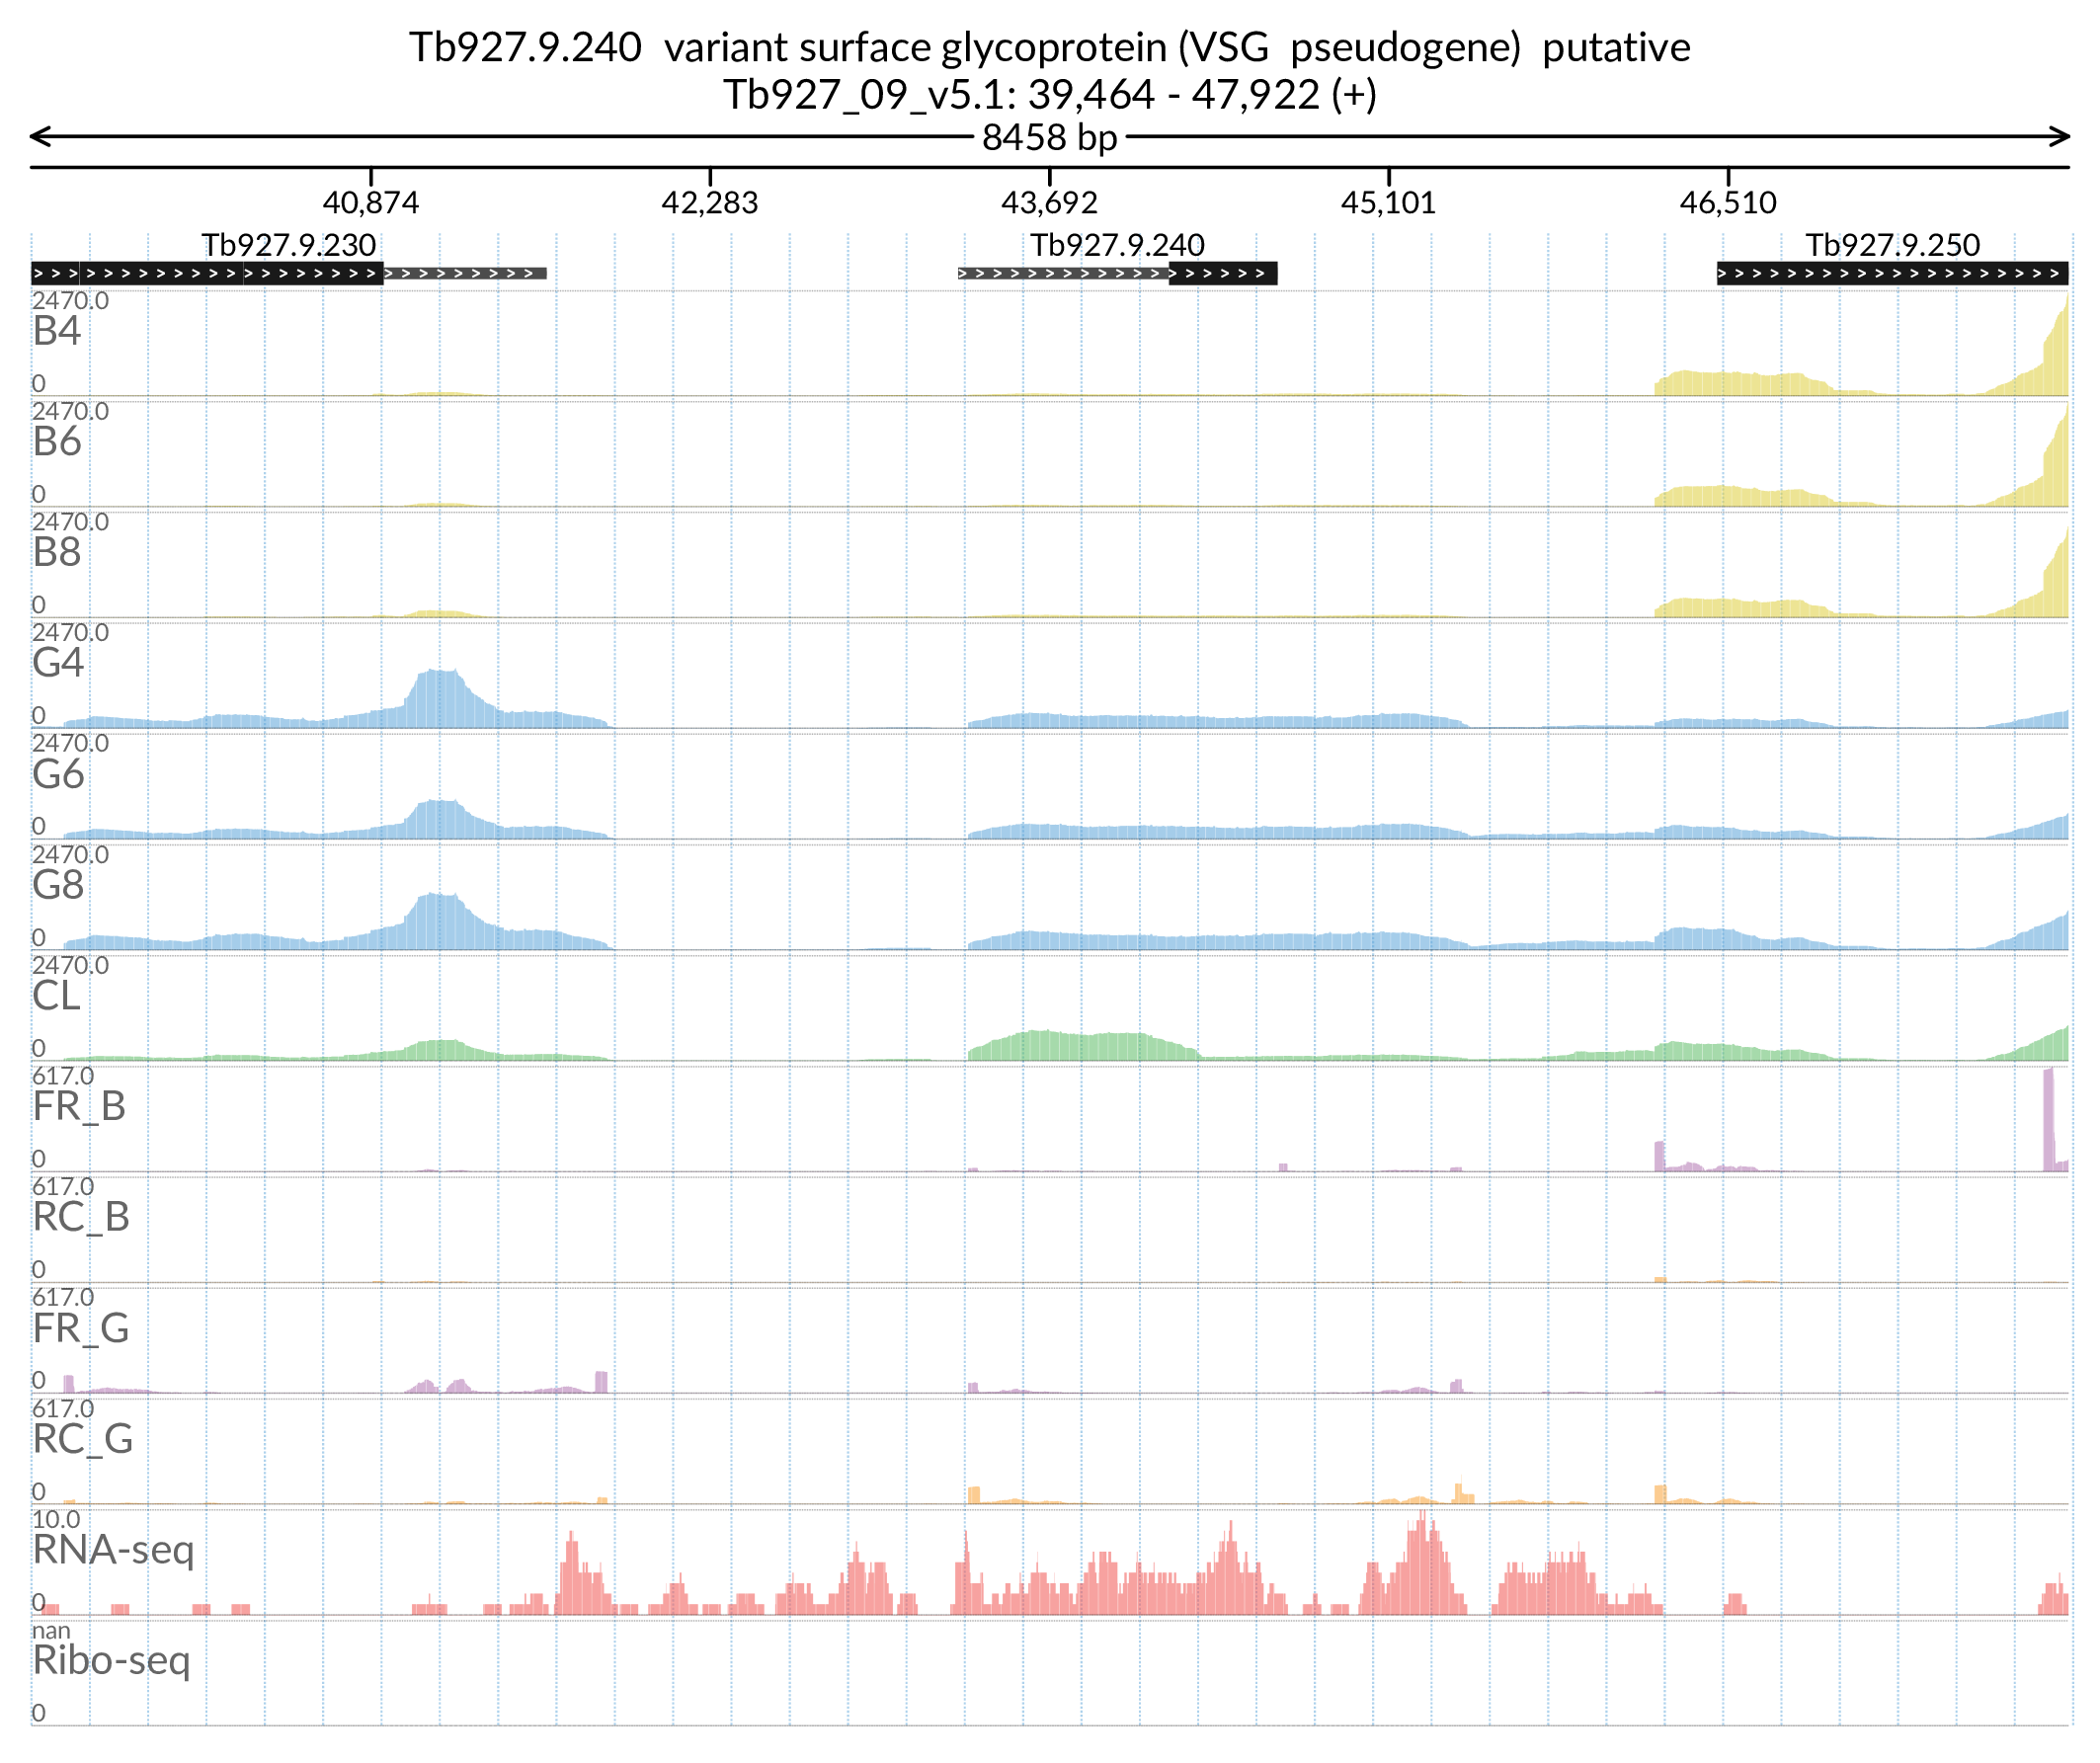 Tb927.9.240 variant surface glycoprotein (VSG pseudogene) putative
Tb927_09_v5.1: 39,464 - 47,922 (+)
8458 bp
40,874 42,283 43,692 45,101 46,510
Tb927.9.230 Tb927.9.240 Tb927.9.250
2470.0
B4
0
2470.0
B6
0
2470.0
B8
0
2470.0
G4
0
2470.0
G6
0
2470.0
G8
0
2470.0
CL
0
617.0
FR_B
0
617.0
RC_B
0
617.0
FR_G
0
617.0
RC_G
0
10.0
RNA-seq
0
nan
Ribo-seq
0